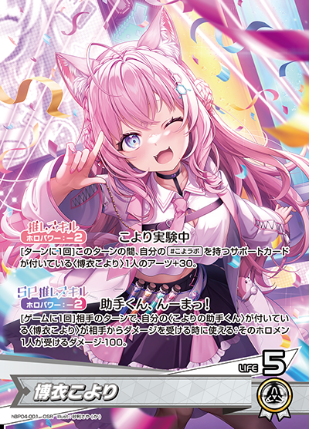 推しスキル
ホロパワー：-2
こより実験中
[ターンに1回]このターンの間、自分の#こよラボを持つサポートカード
が付いている〈博衣こより〉1人のアーツ+30。
SP推しスキル
ホロパワー：-2
助手くん、んーまっ！
[ゲームに1回]相手のターンで、自分の〈こよりの助手くん〉が付いてい
る〈博衣こより〉が相手からダメージを受ける時に使える：そのホロメン
1人が受けるダメージ-100。
LIFE 5
博衣こより